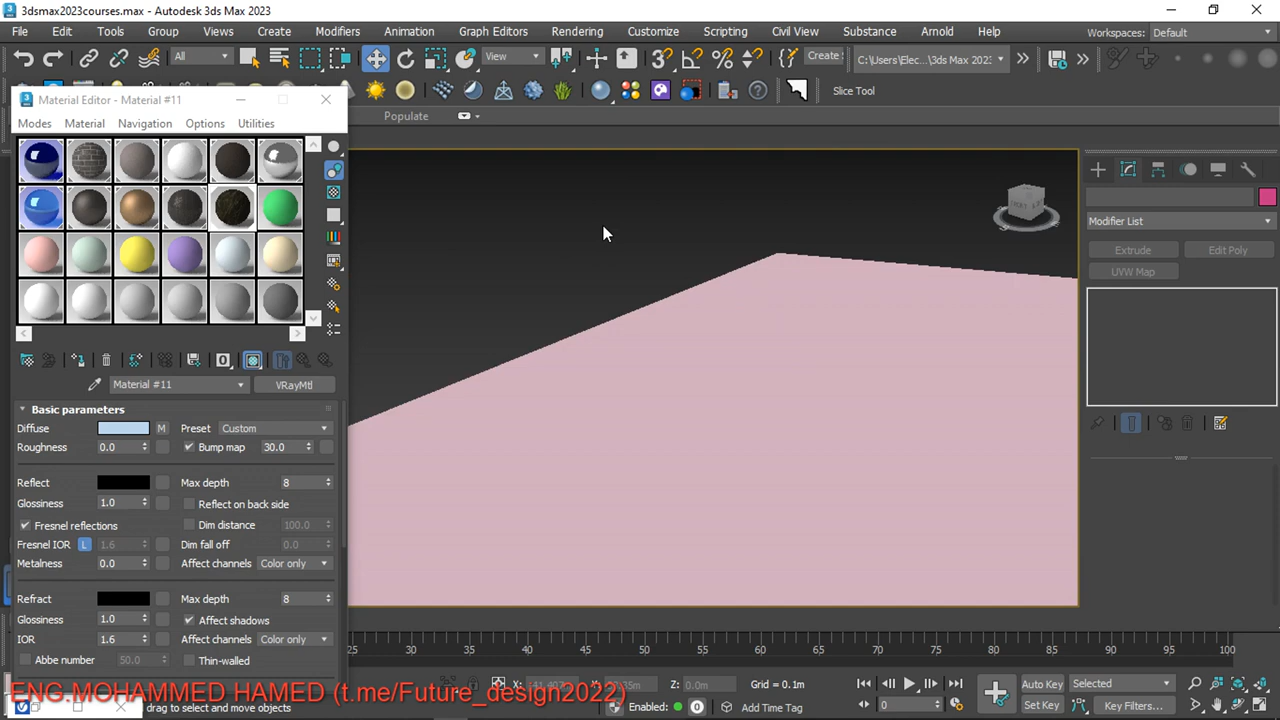 3dsmax2023courses.max - Autodesk 3ds Max 2023
File Edit Tools Group Views Create Modifiers Animation Graph Editors Rendering Customize Scripting Civil View Substance Arnold Help Workspaces: Default
All View Create C:\Users\Elec...\3ds Max 202:
Slice Tool
Material Editor - Material #11
Populate
Modes Material Navigation Options Utilities
Modifier List
Extrude Edit Poly
UVW Map
Material #11 VRayMtl
Basic parameters
Diffuse M Preset Custom
Roughness 0.0 Bump map 30.0
Reflect Max depth 8
Glossiness 1.0 Reflect on back side
Fresnel reflections Dim distance 100.0
Fresnel IOR L 1.6 Dim fall off 0.0
Metalness 0.0 Affect channels Color only
Refract Max depth 8
Glossiness 1.0 Affect shadows
IOR 1.6 Affect channels Color only
Abbe number 50.0 Thin-walled
25 30 35 40 45 50 55 60 65 70 75 80 85 90 95 100
ENG.MOHAMMED HAMED (t.me/Future_design2022)
Z: 0.0m Grid = 0.1m Auto Key Selected
drag to select and move objects Enabled: Add Time Tag 0 Set Key Key Filters...